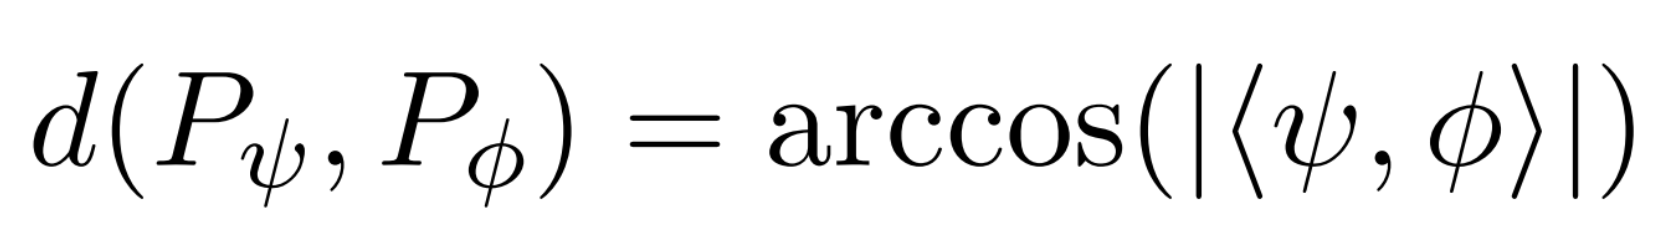 d(P_ψ, P_ϕ) = arccos(|⟨ψ, ϕ⟩|)